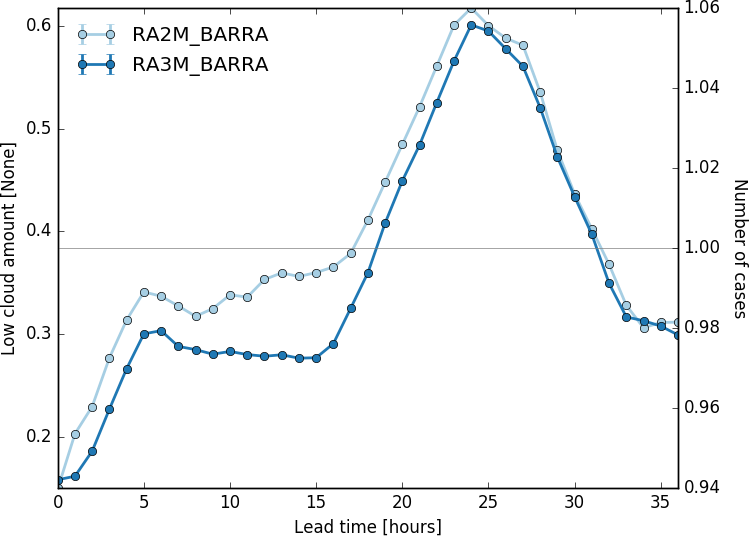 RA2M_BARRA
RA3M_BARRA
Low cloud amount [None]
0.6
0.5
0.4
0.3
0.2
1.06
1.04
1.02
1.00
0.98
0.96
0.94
Number of cases
0 5 10 15 20 25 30 35
Lead time [hours]